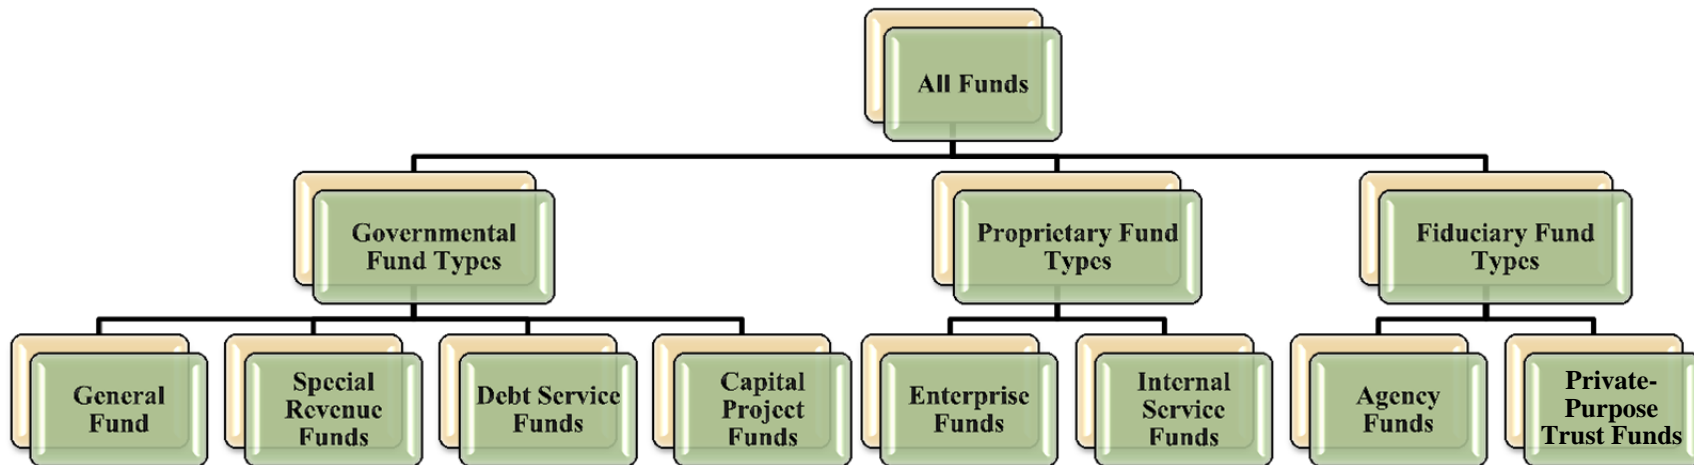 All Funds
Governmental
Fund Types
Proprietary Fund
Types
Fiduciary Fund
Types
General
Fund
Special
Revenue
Funds
Debt Service
Funds
Capital
Project
Funds
Enterprise
Funds
Internal
Service
Funds
Agency
Funds
Private-
Purpose
Trust Funds